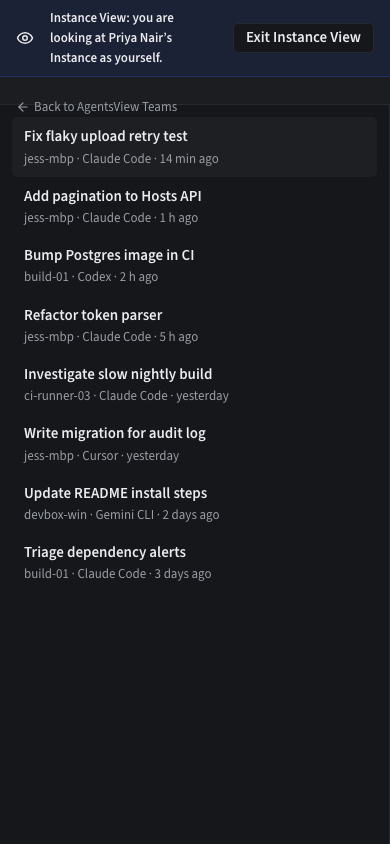 Instance View: you are
looking at Priya Nair’s
Instance as yourself.
Exit Instance View
← Back to AgentsView Teams
Fix flaky upload retry test
jess-mbp · Claude Code · 14 min ago
Add pagination to Hosts API
jess-mbp · Claude Code · 1 h ago
Bump Postgres image in CI
build-01 · Codex · 2 h ago
Refactor token parser
jess-mbp · Claude Code · 5 h ago
Investigate slow nightly build
ci-runner-03 · Claude Code · yesterday
Write migration for audit log
jess-mbp · Cursor · yesterday
Update README install steps
devbox-win · Gemini CLI · 2 days ago
Triage dependency alerts
build-01 · Claude Code · 3 days ago